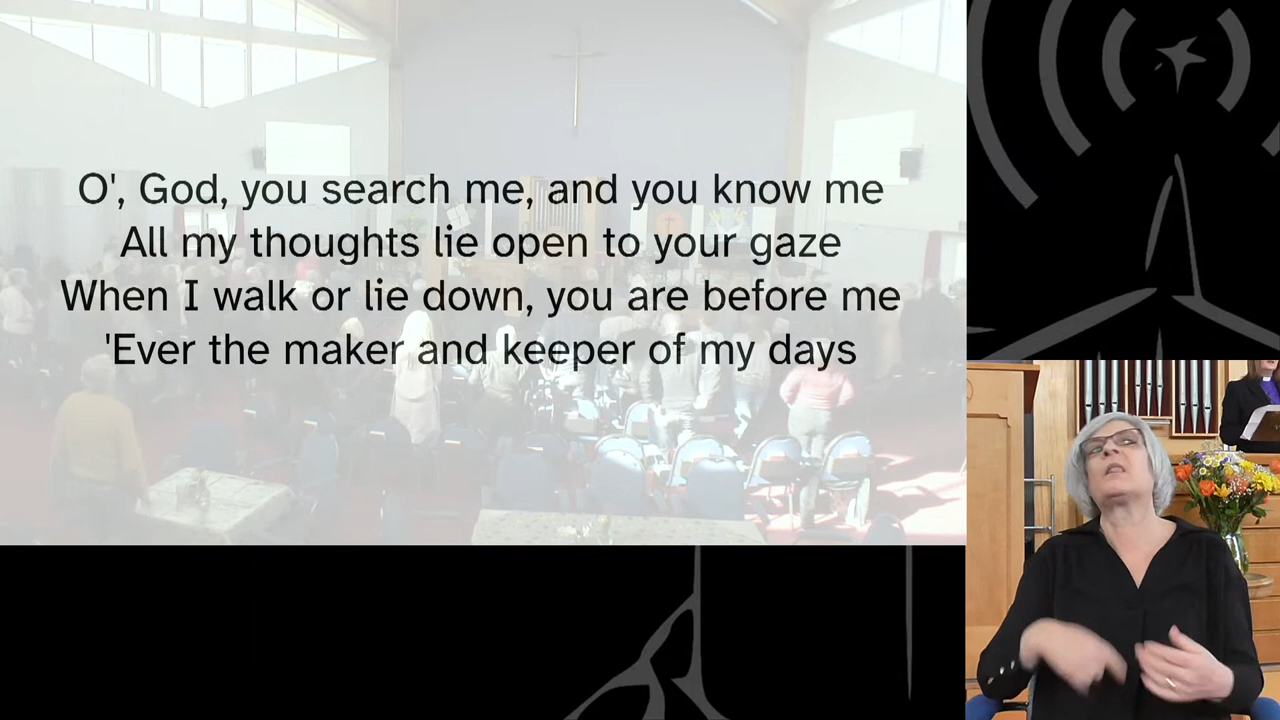 O', God, you search me, and you know me
All my thoughts lie open to your gaze
When I walk or lie down, you are before me
'Ever the maker and keeper of my days